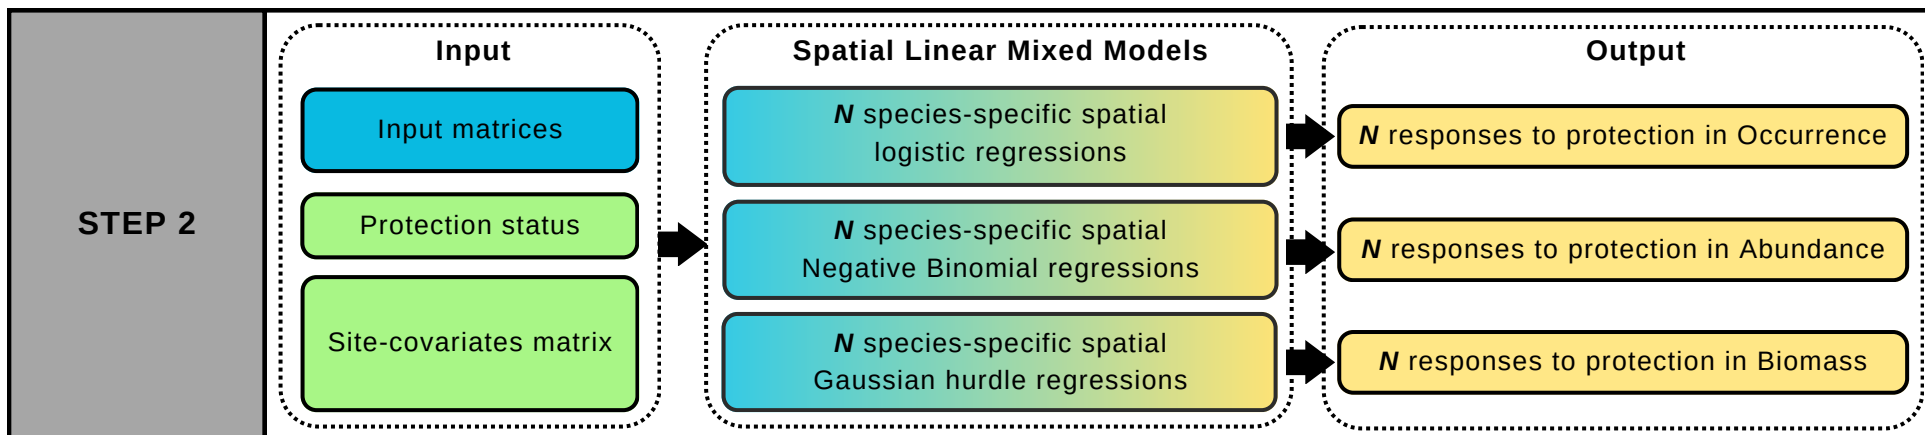 STEP 2
Input
Input matrices
Protection status
Site-covariates matrix
Spatial Linear Mixed Models
N species-specific spatial
logistic regressions
N species-specific spatial
Negative Binomial regressions
N species-specific spatial
Gaussian hurdle regressions
Output
N responses to protection in Occurrence
N responses to protection in Abundance
N responses to protection in Biomass